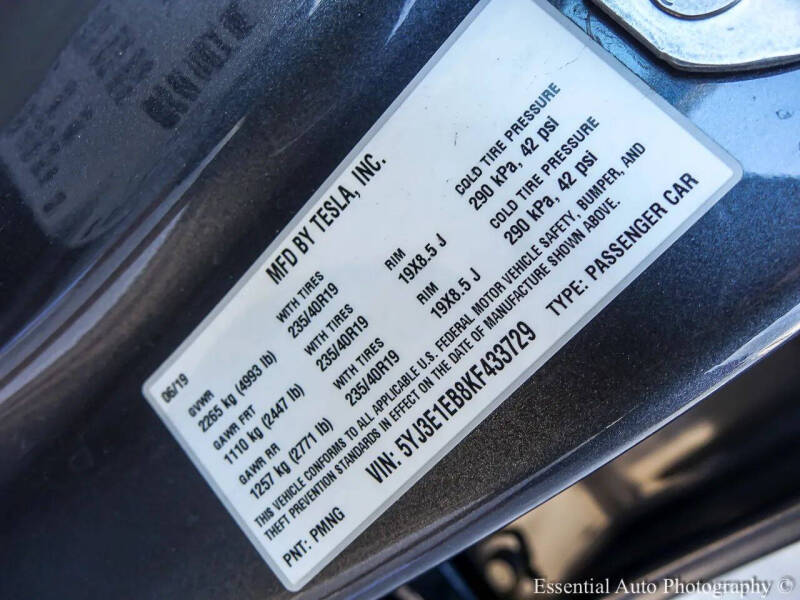 MFD BY TESLA, INC.
06/19
GVWR
2265 kg (4993 lb)
WITH TIRES
235/40R19
GAWR FRT
1110 kg (2447 lb)
WITH TIRES
235/40R19
RIM
19X8.5 J
COLD TIRE PRESSURE
290 kPa, 42 psi
GAWR RR
1257 kg (2771 lb)
WITH TIRES
235/40R19
RIM
19X8.5 J
COLD TIRE PRESSURE
290 kPa, 42 psi
THIS VEHICLE CONFORMS TO ALL APPLICABLE U.S. FEDERAL MOTOR VEHICLE SAFETY, BUMPER, AND
THEFT PREVENTION STANDARDS IN EFFECT ON THE DATE OF MANUFACTURE SHOWN ABOVE.
VIN: 5YJ3E1EB8KF433729
TYPE: PASSENGER CAR
PNT: PMNG
Essential Auto Photography ©